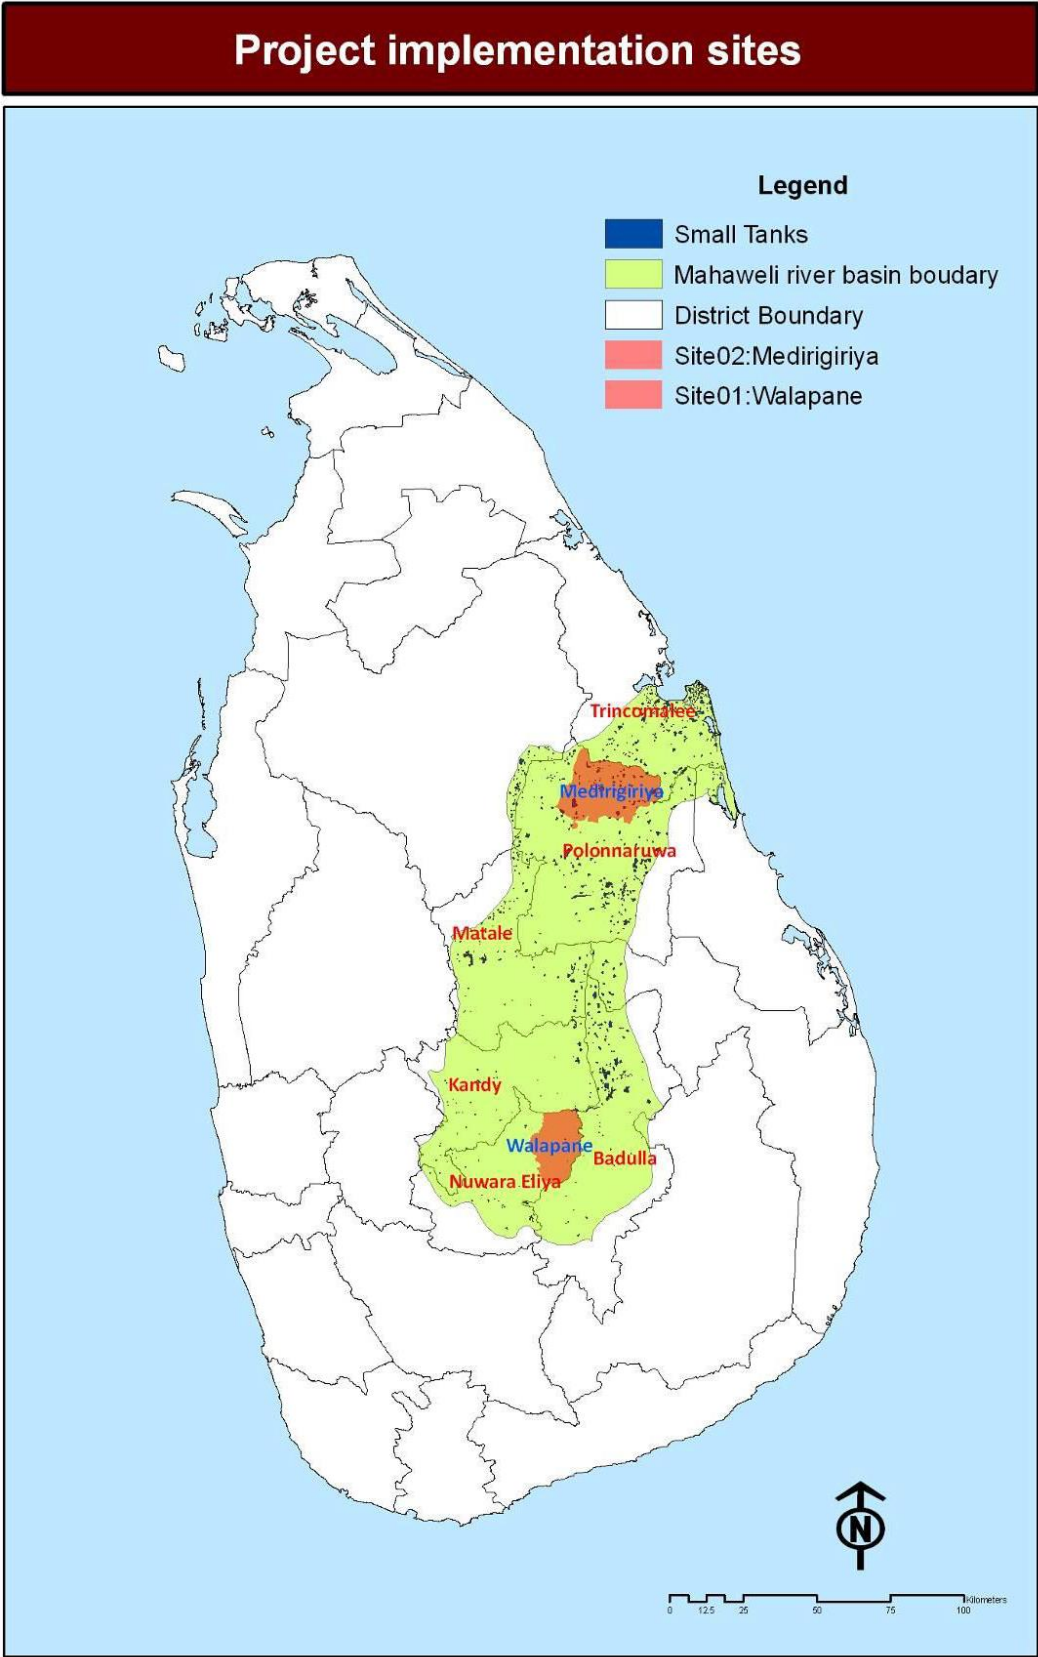 Project implementation sites
Legend
Small Tanks
Mahaweli river basin boudary
District Boundary
Site02:Medirigiriya
Site01:Walapane
Trincomalee
Medirigiriya
Polonnaruwa
Matale
Kandy
Walapane
Badulla
Nuwara Eliya
N
Kilometers
0 12.5 25 50 75 100